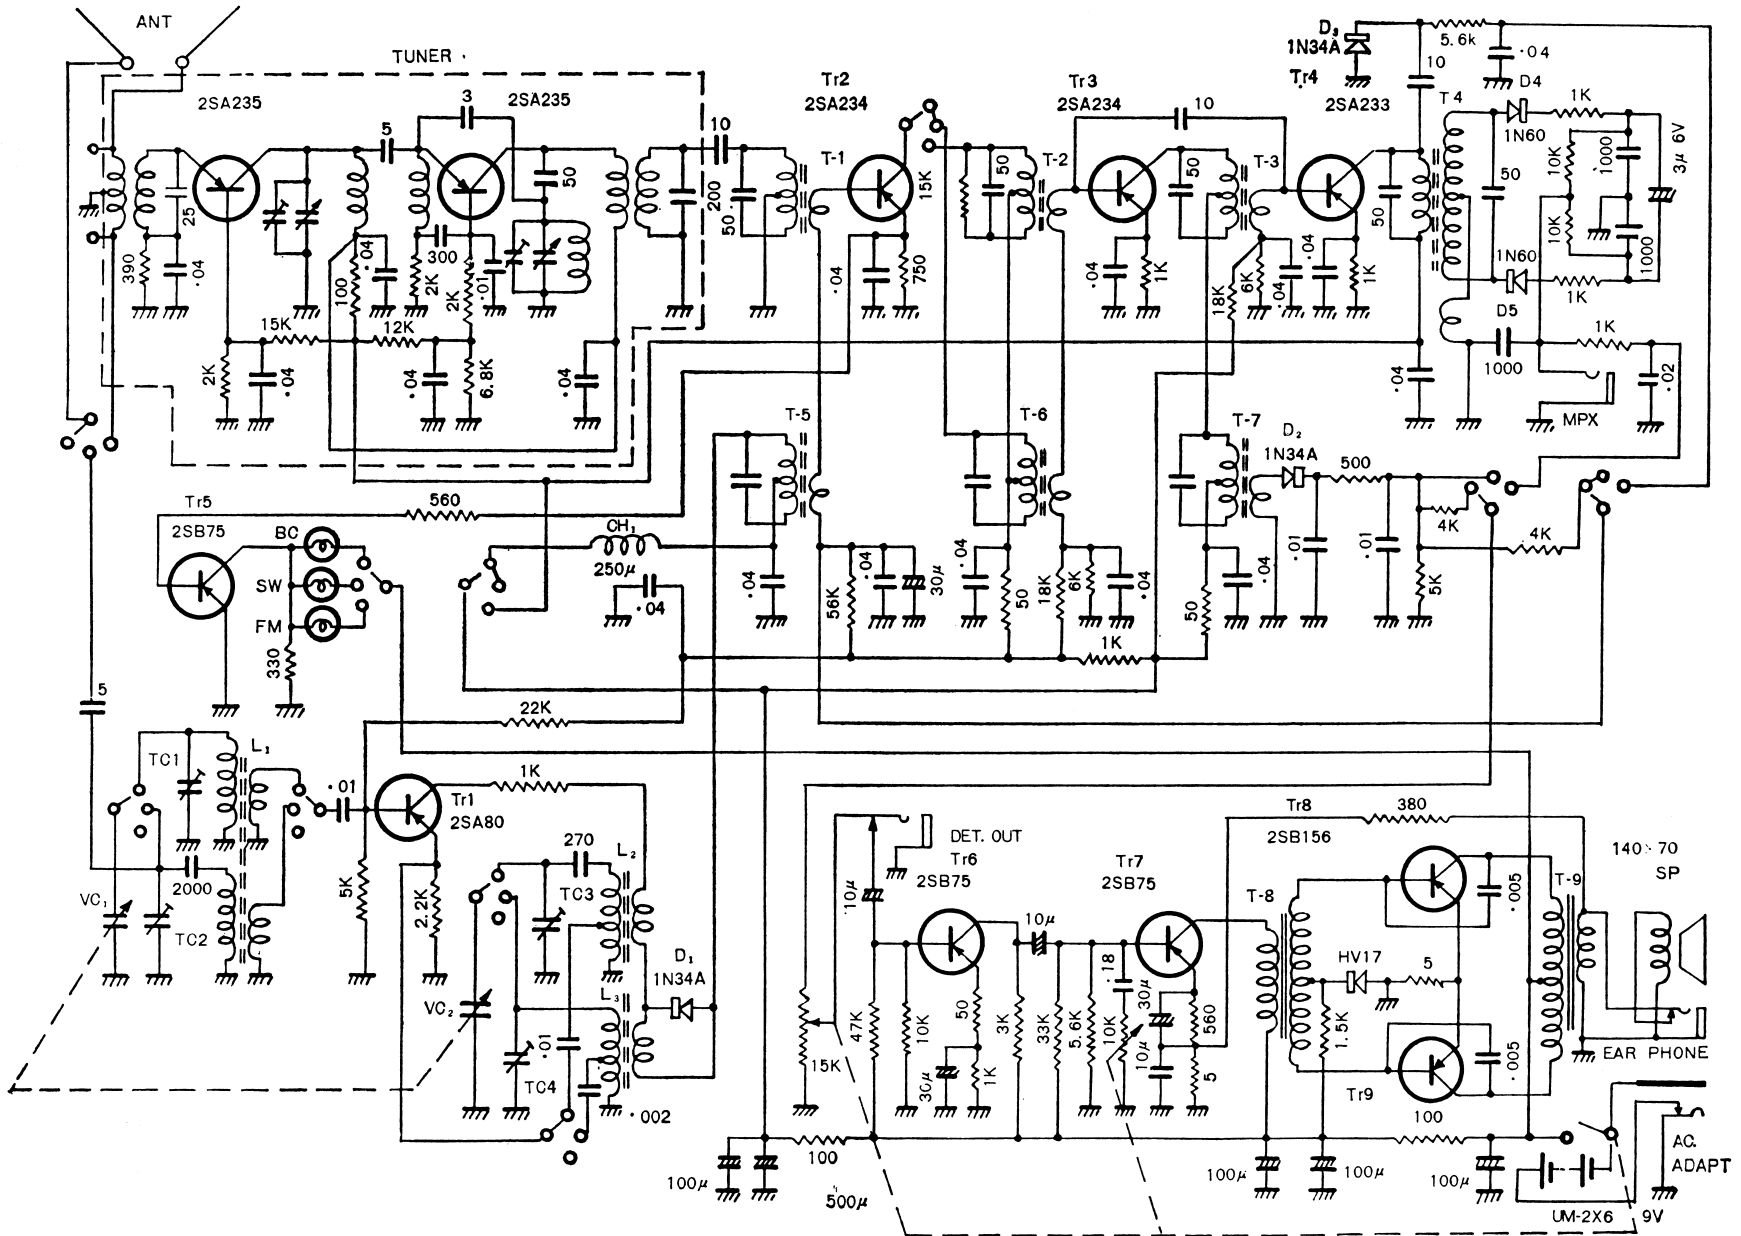 ANT
TUNER
2SA235
2SA235
Tr2
2SA234
Tr3
2SA234
Tr4
2SA233
D3
1N34A
5.6k
.04
10
T4
D4
1N60
1K
3μ 6V
3
5
10
10
T-1
T-2
T-3
25
50
200
50
15K
50
50
50
50
10K
1000
10K
1000
390
.04
100
.04
300
2K
2K
.01
.04
750
.04
1K
18K
6K
.04
.04
1K
1N60
D5
1K
15K
12K
2K
.04
.04
6.8K
.04
.04
1000
1K
.02
MPX
T-5
T-6
T-7
D2
1N34A
500
Tr5
2SB75
560
BC
SW
FM
330
CH1
250μ
.04
.04
56K
.04
30μ
.04
50
18K
6K
.04
50
.04
.01
.01
4K
4K
5K
1K
5
22K
TC1
L1
.01
Tr1
2SA80
1K
VC1
2000
TC2
5K
2.2K
270
TC3
L2
VC2
L3
.01
TC4
.002
D1
1N34A
DET. OUT
10μ
Tr6
2SB75
10μ
Tr7
2SB75
Tr8
2SB156
380
T-8
HV17
5
.005
T-9
140 70
SP
15K
47K
10K
50
30μ
1K
3K
33K
5.6K
.18
10K
30μ
10μ
560
5
1.5K
.005
Tr9
EAR PHONE
100
100μ
100
500μ
100μ
100μ
100μ
UM-2X6
9V
AC.
ADAPT